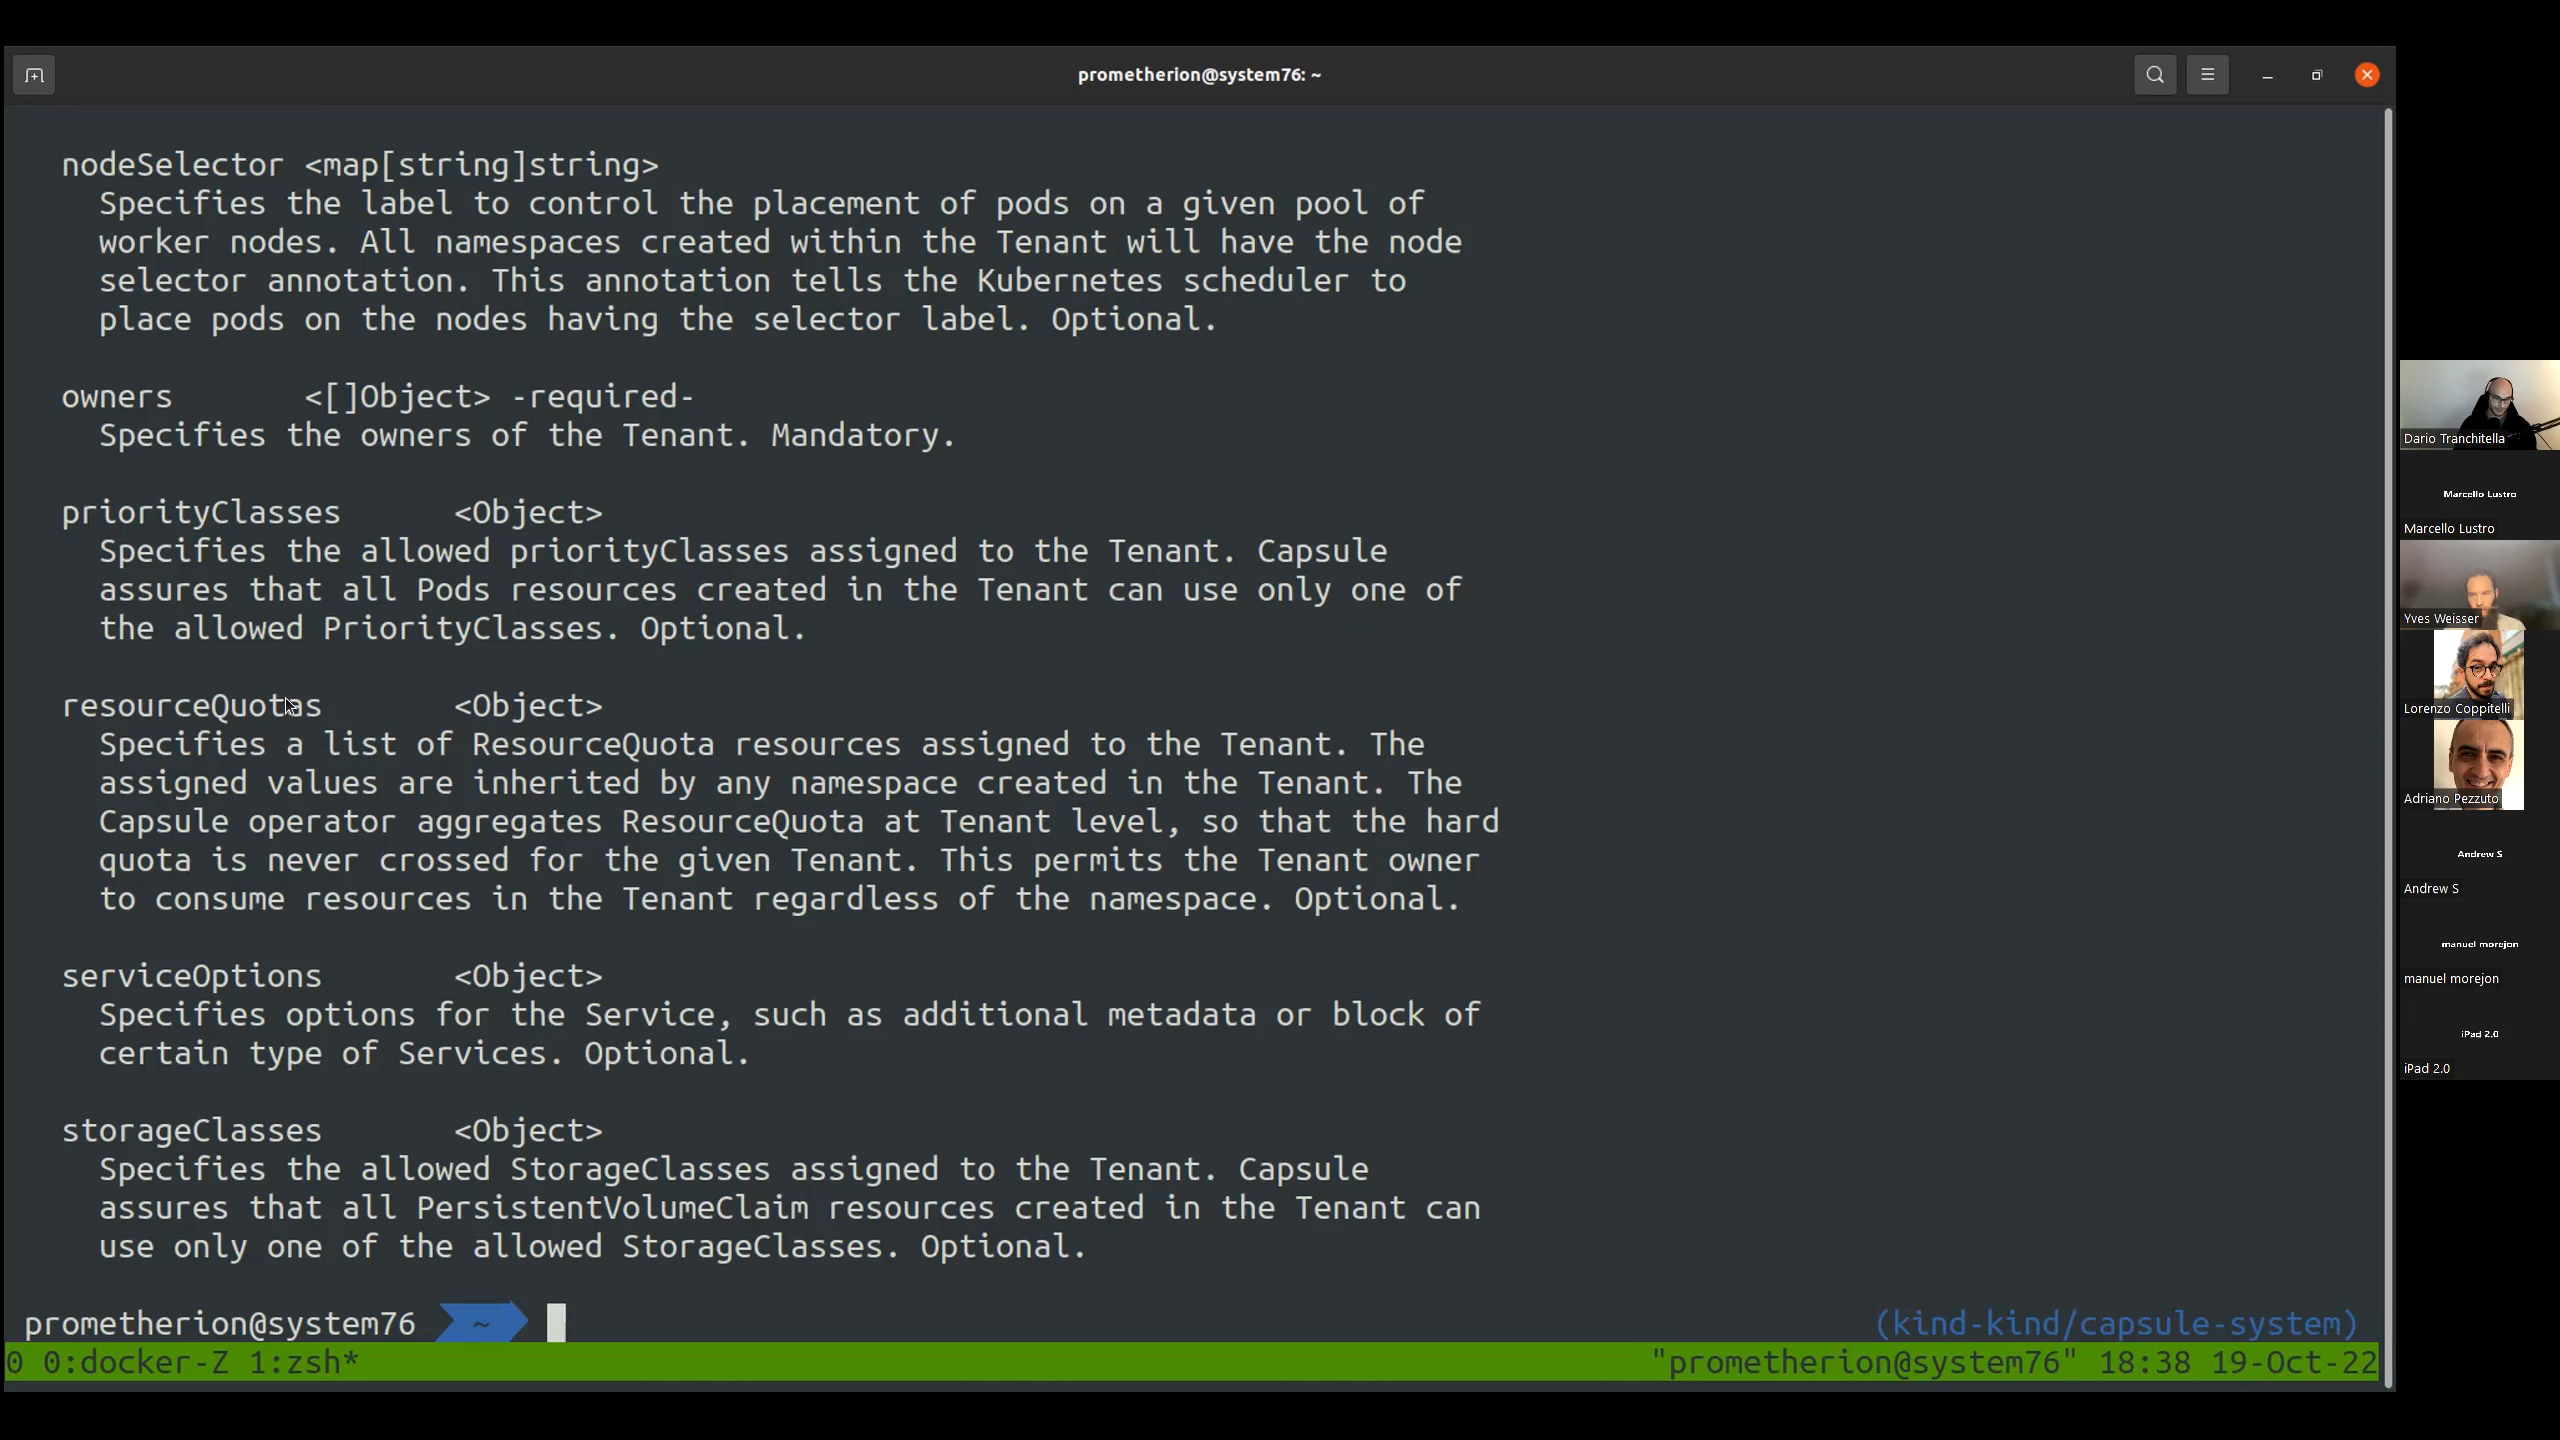 prometherion@system76: ~
nodeSelector <map[string]string>
Specifies the label to control the placement of pods on a given pool of
worker nodes. All namespaces created within the Tenant will have the node
selector annotation. This annotation tells the Kubernetes scheduler to
place pods on the nodes having the selector label. Optional.
owners <[]Object> -required-
Specifies the owners of the Tenant. Mandatory.
priorityClasses <Object>
Specifies the allowed priorityClasses assigned to the Tenant. Capsule
assures that all Pods resources created in the Tenant can use only one of
the allowed PriorityClasses. Optional.
resourceQuotas <Object>
Specifies a list of ResourceQuota resources assigned to the Tenant. The
assigned values are inherited by any namespace created in the Tenant. The
Capsule operator aggregates ResourceQuota at Tenant level, so that the hard
quota is never crossed for the given Tenant. This permits the Tenant owner
to consume resources in the Tenant regardless of the namespace. Optional.
serviceOptions <Object>
Specifies options for the Service, such as additional metadata or block of
certain type of Services. Optional.
storageClasses <Object>
Specifies the allowed StorageClasses assigned to the Tenant. Capsule
assures that all PersistentVolumeClaim resources created in the Tenant can
use only one of the allowed StorageClasses. Optional.
prometherion@system76 ~ (kind-kind/capsule-system)
0 0:docker-Z 1:zsh* "prometherion@system76" 18:38 19-Oct-22
Dario Tranchitella
Marcello Lustro
Marcello Lustro
Yves Weisser
Lorenzo Coppitelli
Adriano Pezzuto
Andrew S
Andrew S
manuel morejon
manuel morejon
iPad 2.0
iPad 2.0